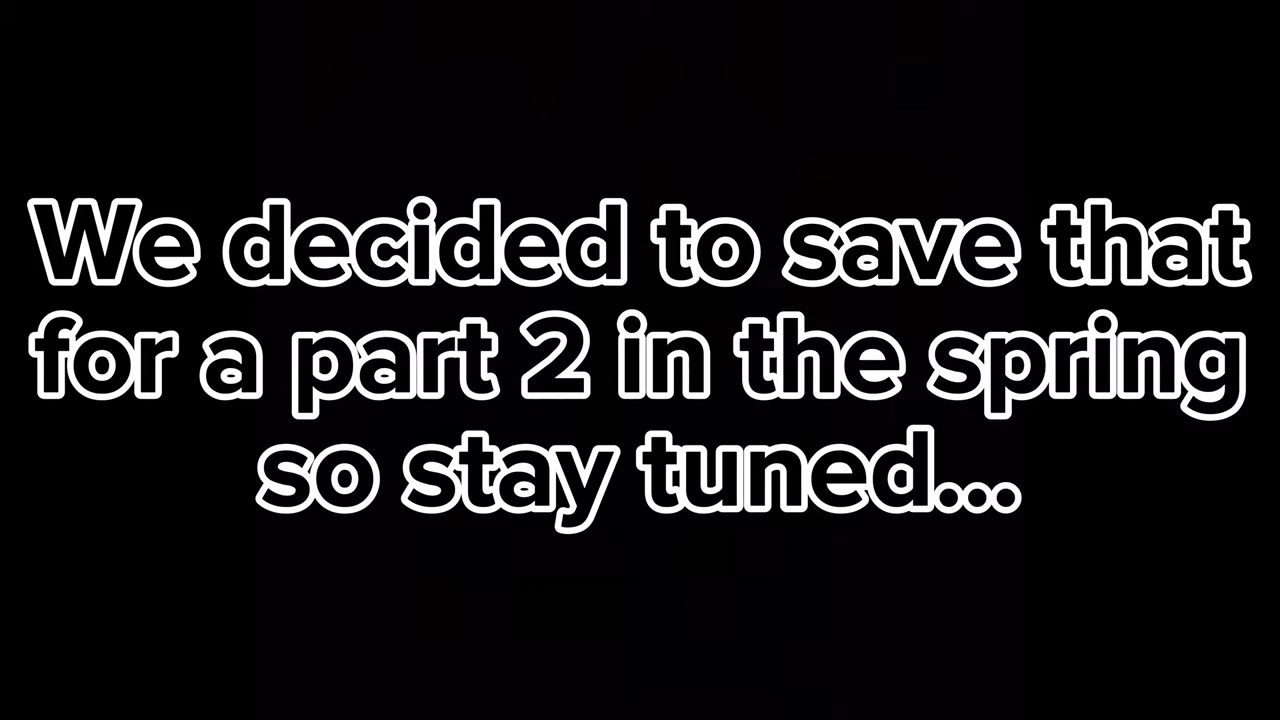 We decided to save that
for a part 2 in the spring
so stay tuned...